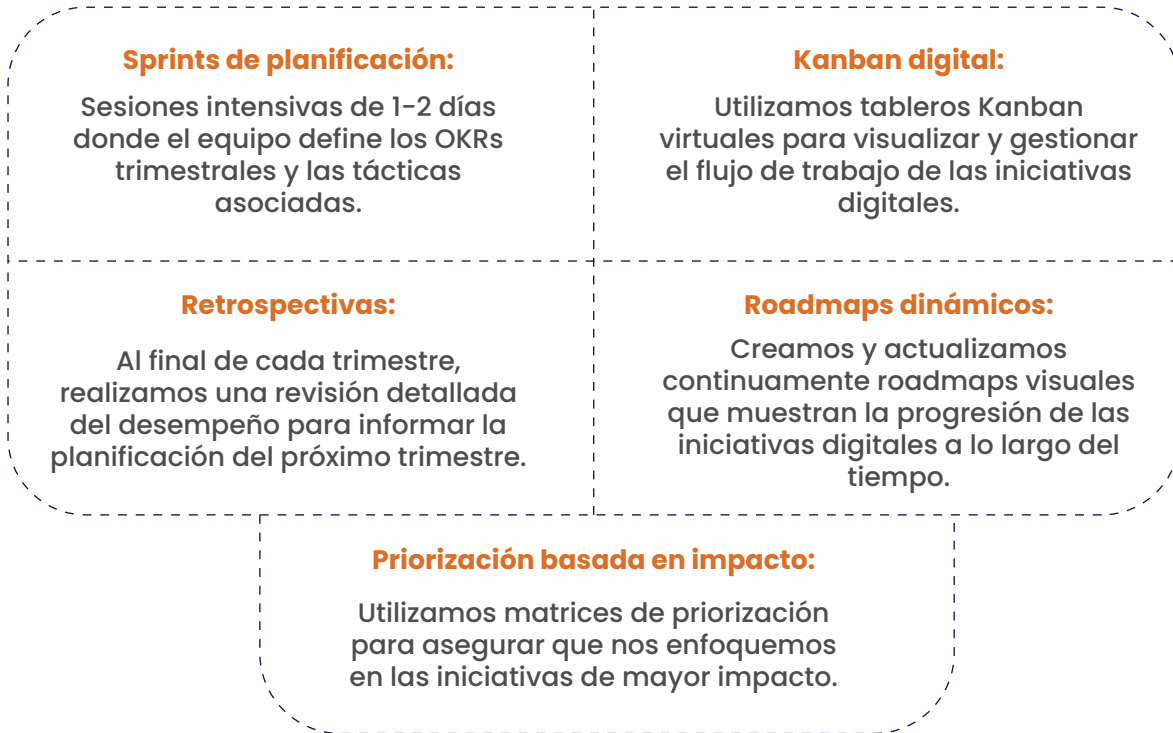 Sprints de planificación:
Sesiones intensivas de 1-2 días
donde el equipo define los OKRs
trimestrales y las tácticas
asociadas.
Kanban digital:
Utilizamos tableros Kanban
virtuales para visualizar y gestionar
el flujo de trabajo de las iniciativas
digitales.
Retrospectivas:
Al final de cada trimestre,
realizamos una revisión detallada
del desempeño para informar la
planificación del próximo trimestre.
Roadmaps dinámicos:
Creamos y actualizamos
continuamente roadmaps visuales
que muestran la progresión de las
iniciativas digitales a lo largo del
tiempo.
Priorización basada en impacto:
Utilizamos matrices de priorización
para asegurar que nos enfoquemos
en las iniciativas de mayor impacto.